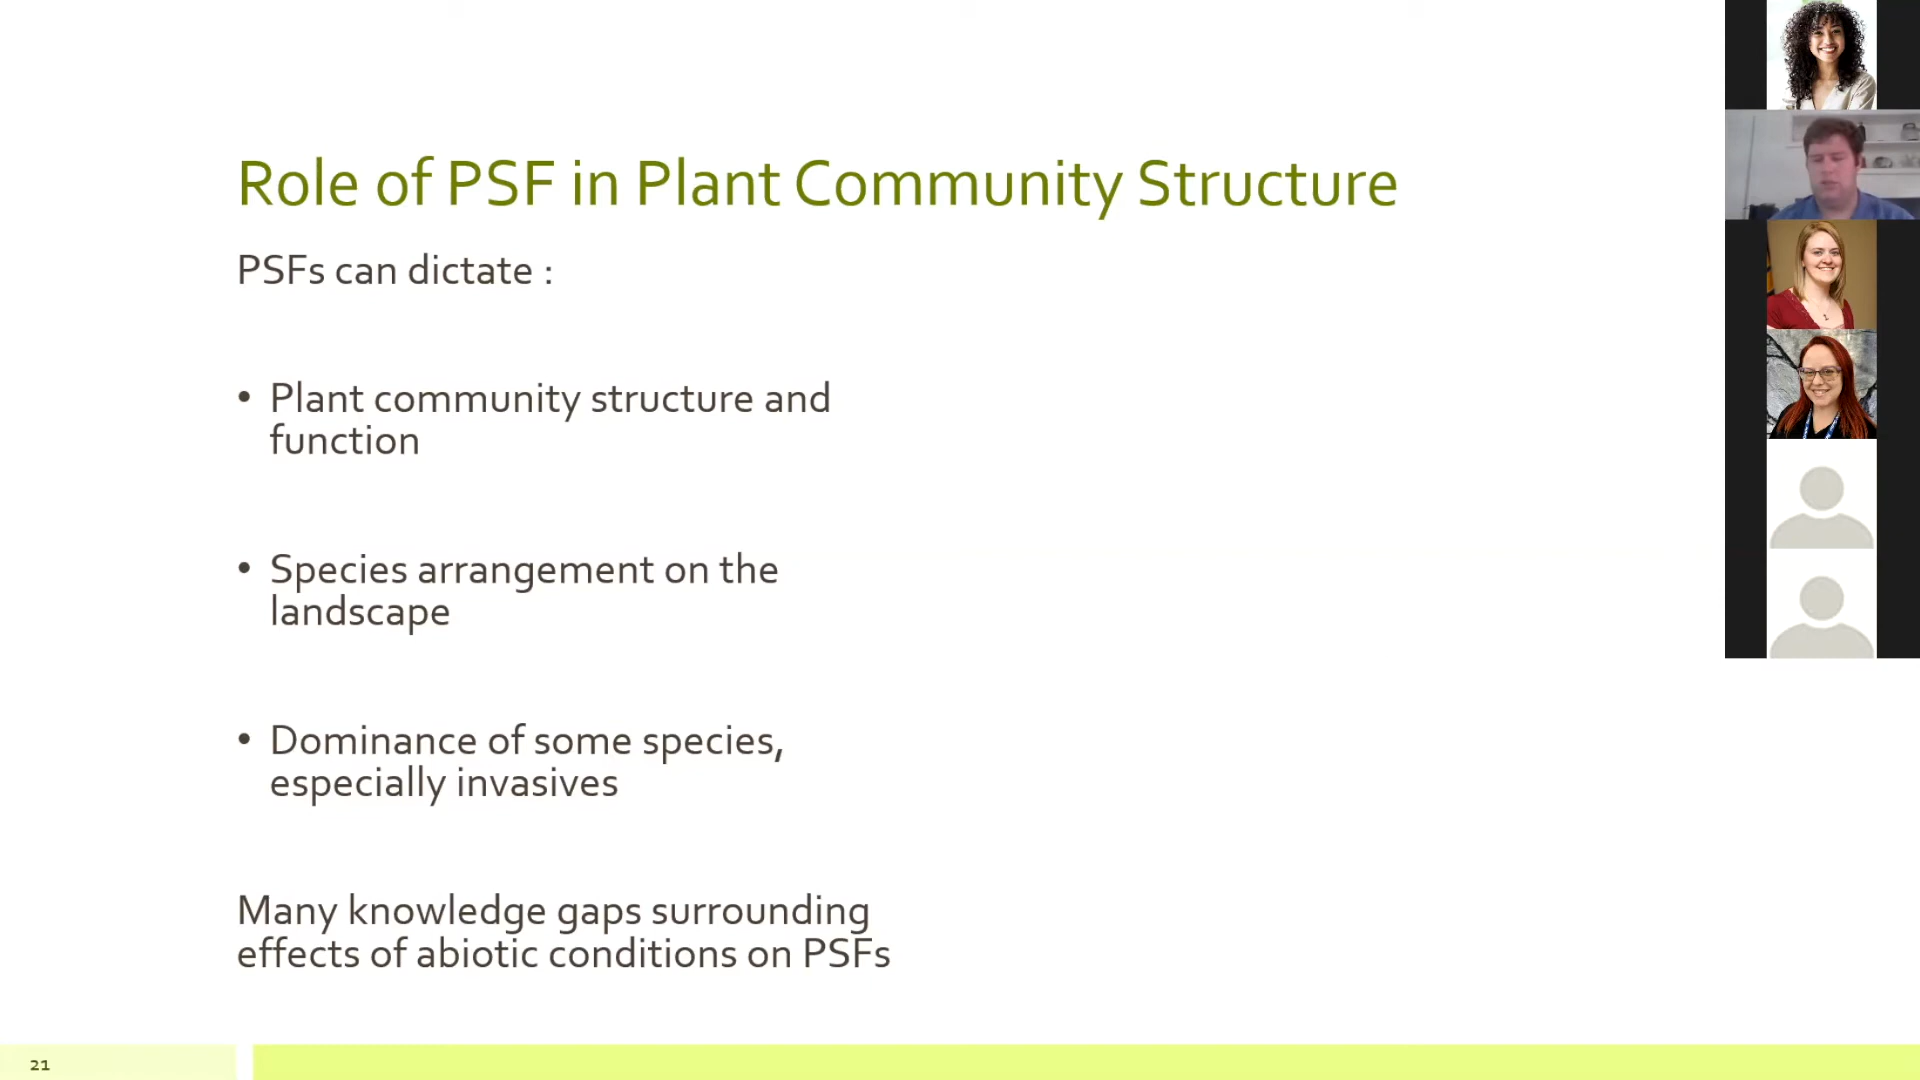 Role of PSF in Plant Community Structure
PSFs can dictate :
• Plant community structure and
function
• Species arrangement on the
landscape
• Dominance of some species,
especially invasives
Many knowledge gaps surrounding
effects of abiotic conditions on PSFs
21